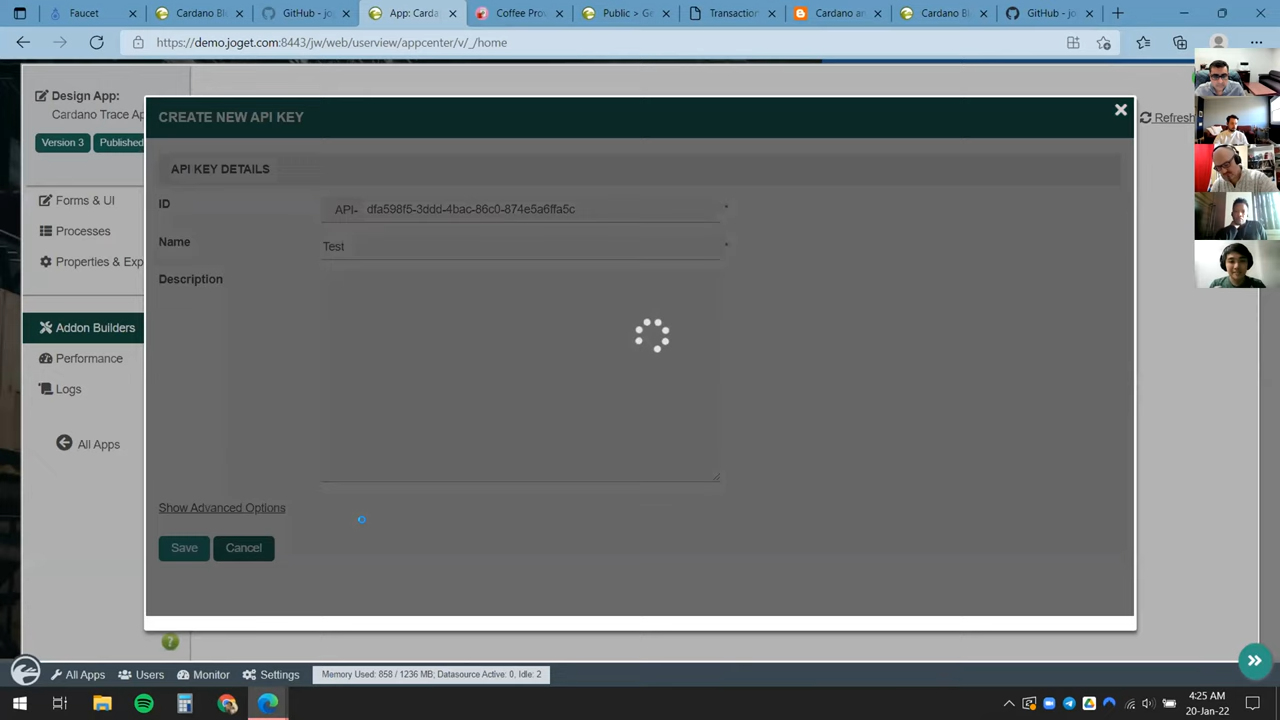 Faucet
Cardano Bl
GitHub - jog
App: Carda
Coffee Pro
Public > Ge
Transaction
Cardano an
Cardano Bl
GitHub - jo
https://demo.joget.com:8443/jw/web/userview/appcenter/v/_/home
Design App:
Cardano Trace Ap
Version 3
Published
Refresh
CREATE NEW API KEY
API KEY DETAILS
ID
API-
dfa598f5-3ddd-4bac-86c0-874e5a6ffa5c
*
Name
Test
*
Description
Forms & UI
Processes
Properties & Exp
Addon Builders
Performance
Logs
All Apps
Show Advanced Options
Save
Cancel
?
All Apps
Users
Monitor
Settings
Memory Used: 858 / 1236 MB; Datasource Active: 0, Idle: 2
4:25 AM
20-Jan-22